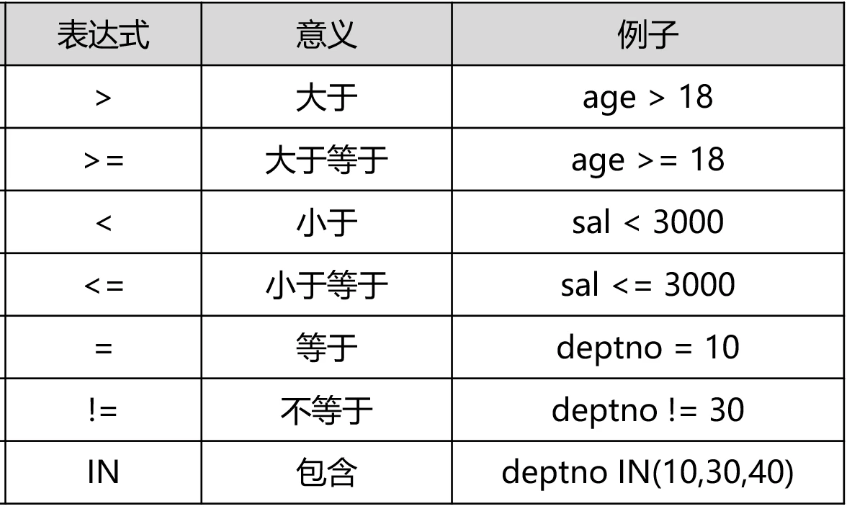 表达式 意义 例子
> 大于 age > 18
>= 大于等于 age >= 18
< 小于 sal < 3000
<= 小于等于 sal <= 3000
= 等于 deptno = 10
!= 不等于 deptno != 30
IN 包含 deptno IN(10,30,40)